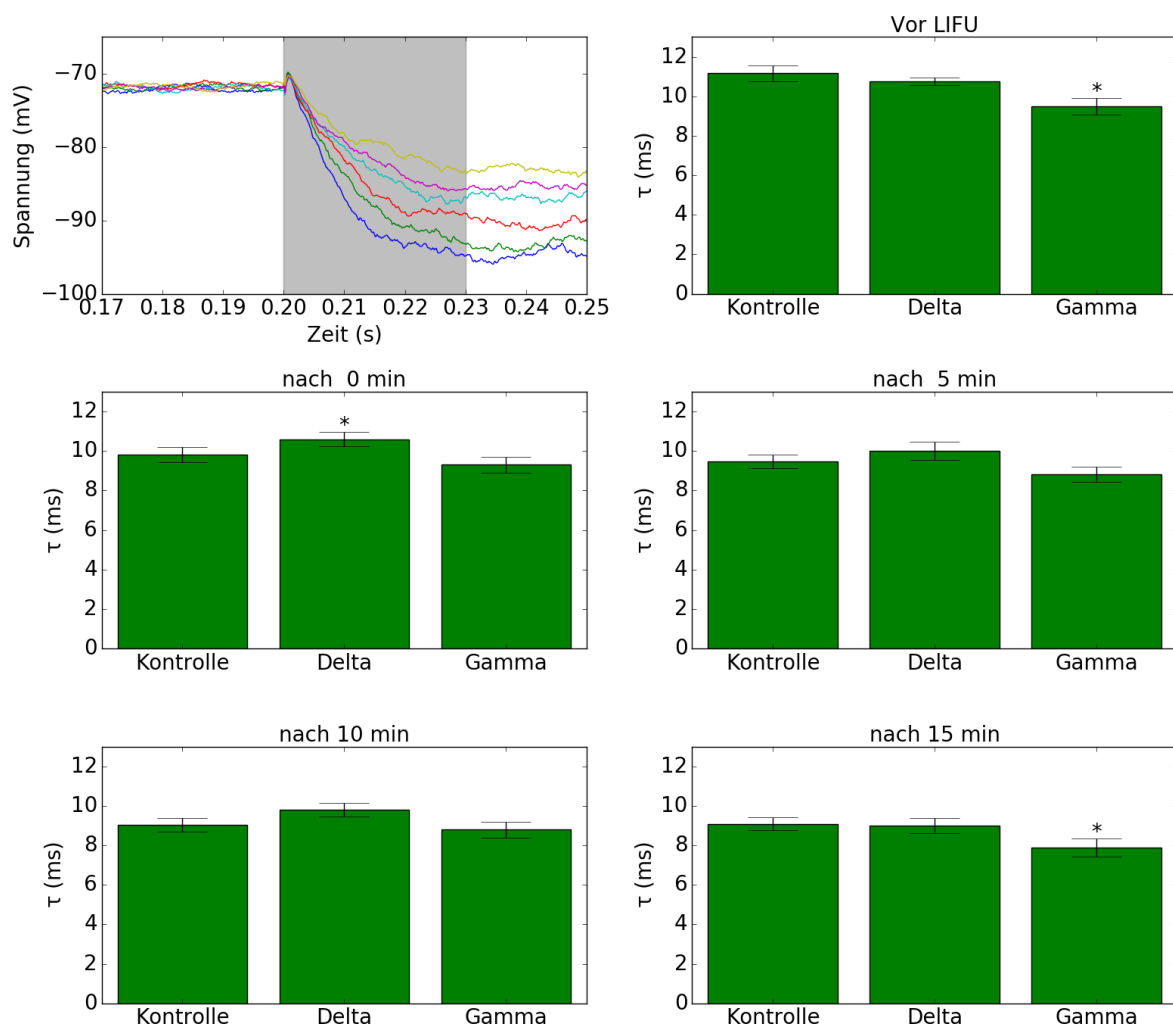 Spannung (mV)
−70
−80
−90
−100
0.17 0.18 0.19 0.20 0.21 0.22 0.23 0.24 0.25
Zeit (s)
Vor LIFU
τ (ms)
12
10
8
6
4
2
0
*
Kontrolle Delta Gamma
nach 0 min
τ (ms)
12
10
8
6
4
2
0
*
Kontrolle Delta Gamma
nach 5 min
τ (ms)
12
10
8
6
4
2
0
Kontrolle Delta Gamma
nach 10 min
τ (ms)
12
10
8
6
4
2
0
Kontrolle Delta Gamma
nach 15 min
τ (ms)
12
10
8
6
4
2
0
*
Kontrolle Delta Gamma